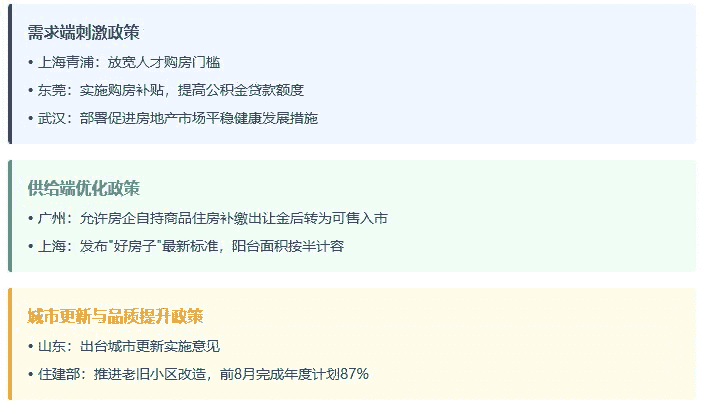 需求端刺激政策
• 上海青浦：放宽人才购房门槛
• 东莞：实施购房补贴，提高公积金贷款额度
• 武汉：部署促进房地产市场平稳健康发展措施
供给端优化政策
• 广州：允许房企自持商品住房补缴出让金后转为可售入市
• 上海：发布"好房子"最新标准，阳台面积按半计容
城市更新与品质提升政策
• 山东：出台城市更新实施意见
• 住建部：推进老旧小区改造，前8月完成年度计划87%